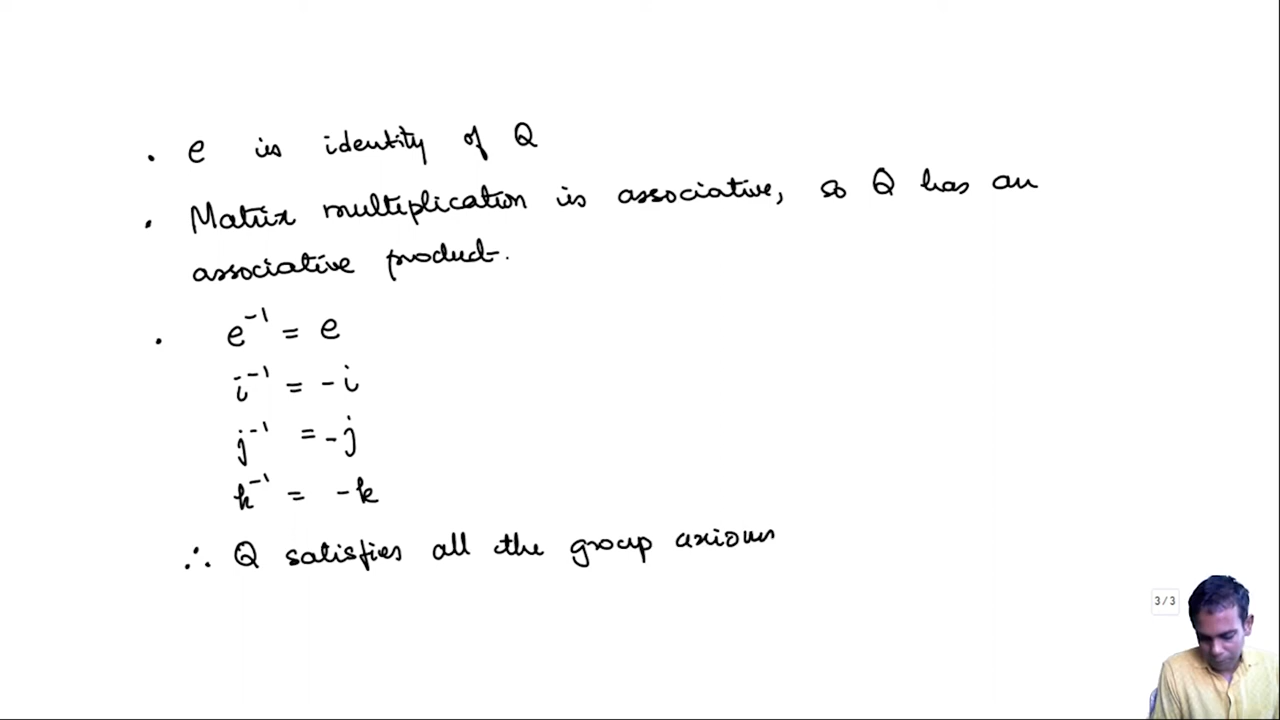 . e is identity of Q
. Matrix multiplication is associative, so Q has an
associative product.
. e⁻¹ = e
i⁻¹ = -i
j⁻¹ = -j
k⁻¹ = -k
∴ Q satisfies all the group axioms
3/3